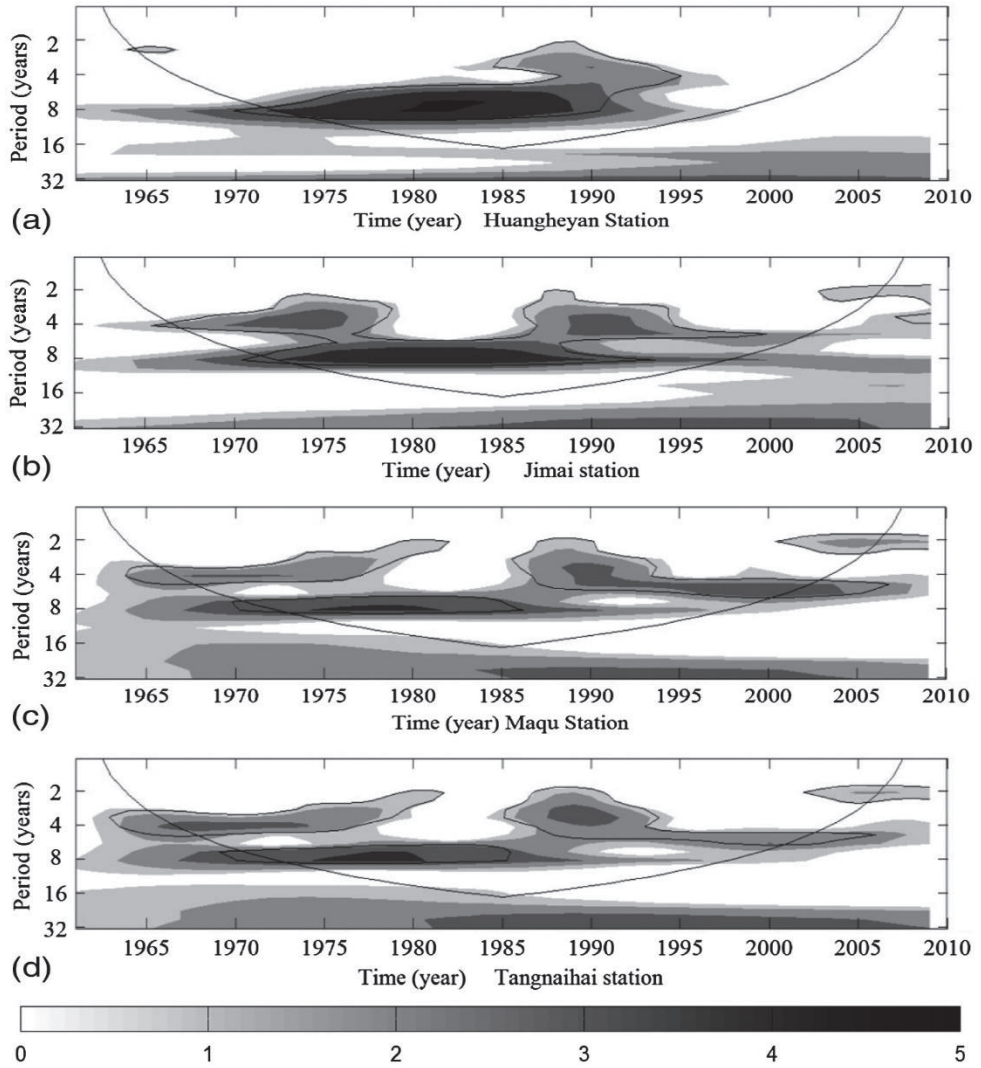 Period (years)
2
4
8
16
32
1965 1970 1975 1980 1985 1990 1995 2000 2005 2010
(a)
Time (year) Huangheyan Station
Period (years)
2
4
8
16
32
1965 1970 1975 1980 1985 1990 1995 2000 2005 2010
(b)
Time (year) Jimai station
Period (years)
2
4
8
16
32
1965 1970 1975 1980 1985 1990 1995 2000 2005 2010
(c)
Time (year) Maqu Station
Period (years)
2
4
8
16
32
1965 1970 1975 1980 1985 1990 1995 2000 2005 2010
(d)
Time (year) Tangnaihai station
0 1 2 3 4 5